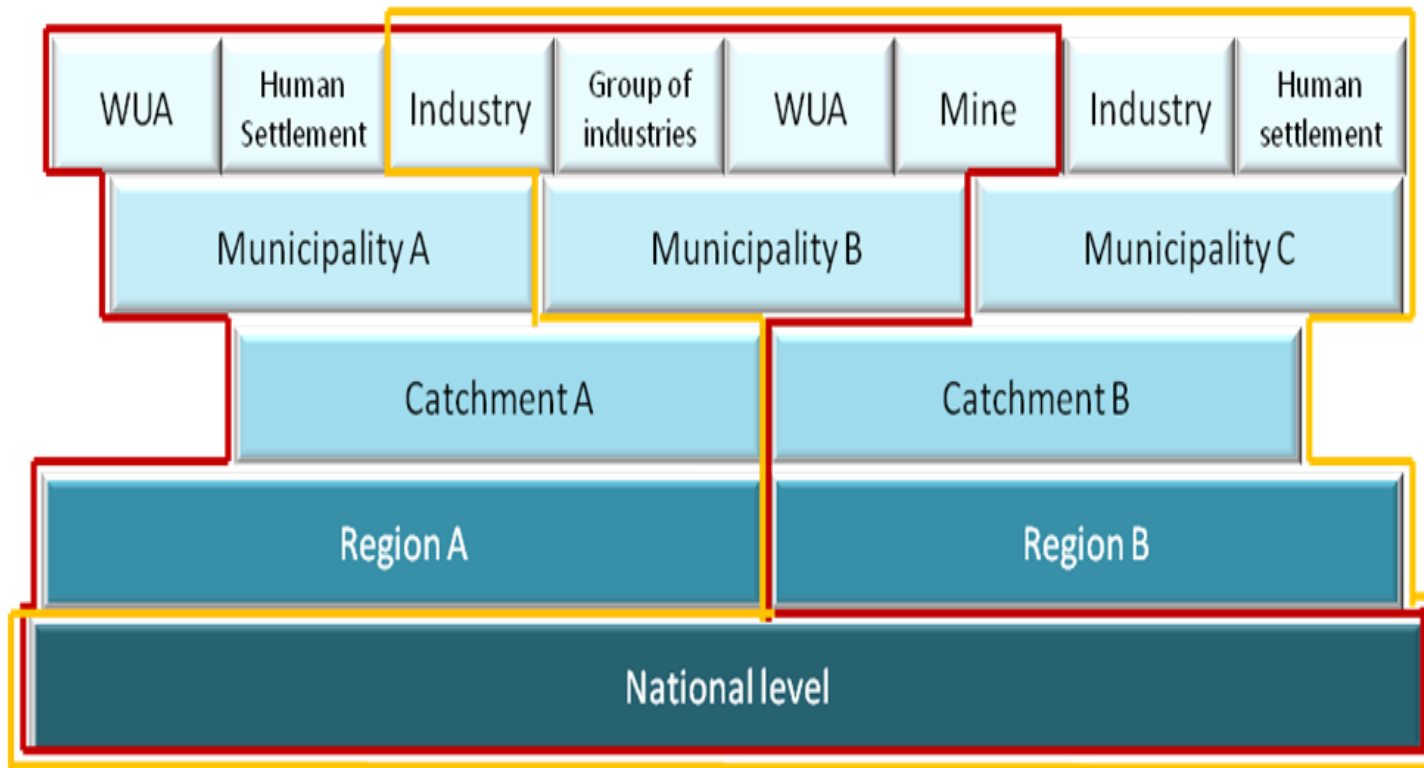 WUA
Human
Settlement
Industry
Group of
industries
WUA
Mine
Industry
Human
settlement
Municipality A
Municipality B
Municipality C
Catchment A
Catchment B
Region A
Region B
National level